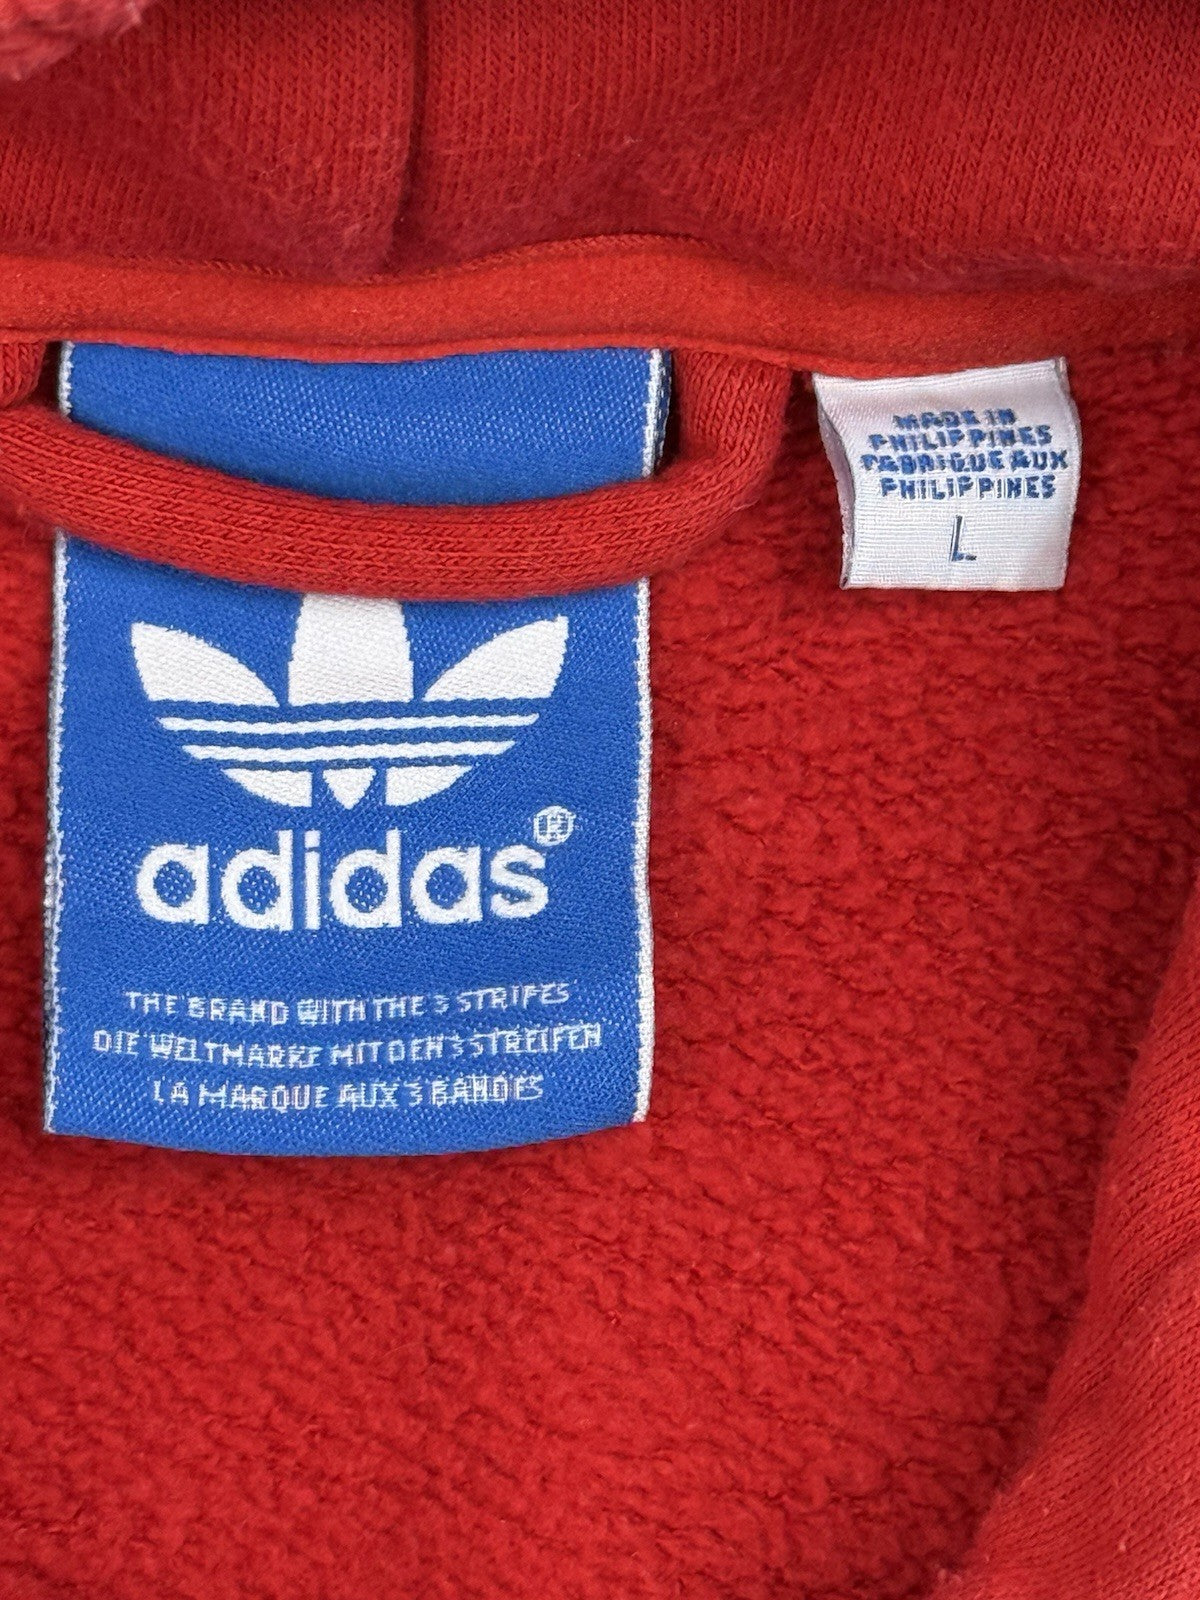 adidas®
THE BRAND WITH THE 3 STRIPES
DIE WELTMARKE MIT DEN 3 STREIFEN
LA MARQUE AUX 3 BANDES
MADE IN
PHILIPPINES
FABRIQUE AUX
PHILIPPINES
L